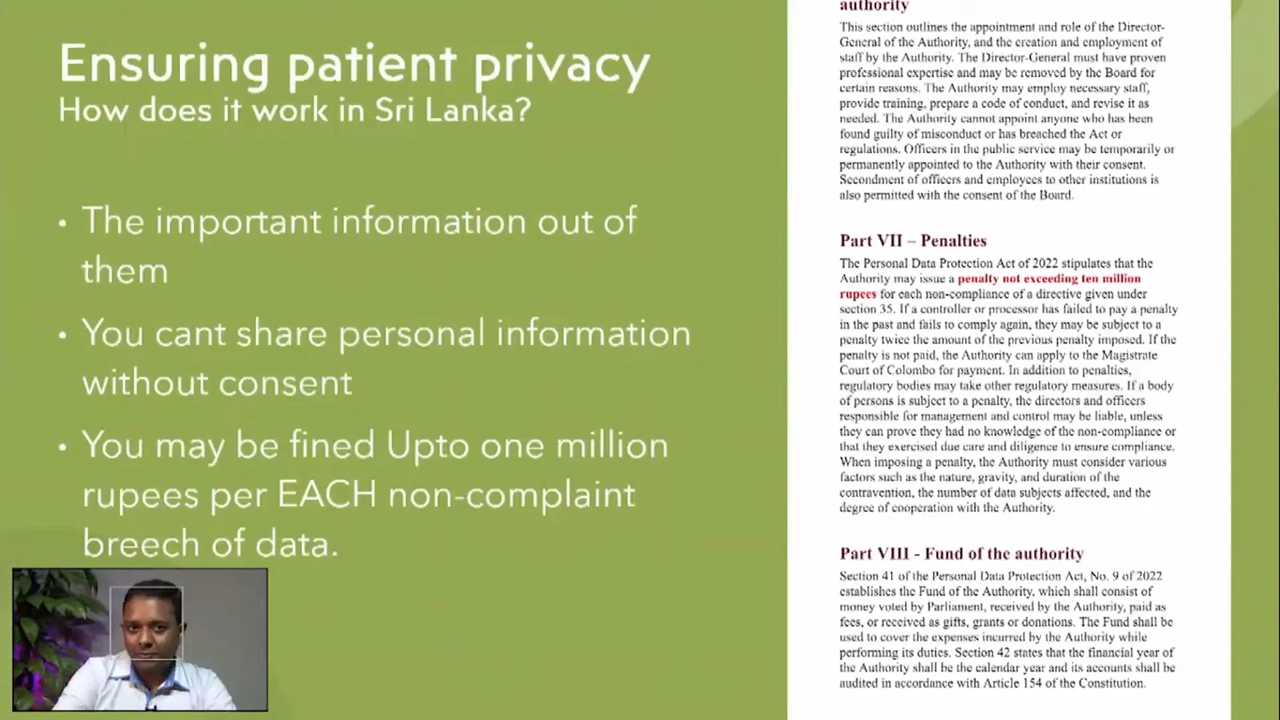 Ensuring patient privacy
How does it work in Sri Lanka?
• The important information out of
them
• You cant share personal information
without consent
• You may be fined Upto one million
rupees per EACH non-complaint
breech of data.
authority
This section outlines the appointment and role of the Director-
General of the Authority, and the creation and employment of
staff by the Authority. The Director-General must have proven
professional expertise and may be removed by the Board for
certain reasons. The Authority may employ necessary staff,
provide training, prepare a code of conduct, and revise it as
needed. The Authority cannot appoint anyone who has been
found guilty of misconduct or has breached the Act or
regulations. Officers in the public service may be temporarily or
permanently appointed to the Authority with their consent.
Secondment of officers and employees to other institutions is
also permitted with the consent of the Board.
Part VII – Penalties
The Personal Data Protection Act of 2022 stipulates that the
Authority may issue a penalty not exceeding ten million
rupees for each non-compliance of a directive given under
section 35. If a controller or processor has failed to pay a penalty
in the past and fails to comply again, they may be subject to a
penalty twice the amount of the previous penalty imposed. If the
penalty is not paid, the Authority can apply to the Magistrate
Court of Colombo for payment. In addition to penalties,
regulatory bodies may take other regulatory measures. If a body
of persons is subject to a penalty, the directors and officers
responsible for management and control may be liable, unless
they can prove they had no knowledge of the non-compliance or
that they exercised due care and diligence to ensure compliance.
When imposing a penalty, the Authority must consider various
factors such as the nature, gravity, and duration of the
contravention, the number of data subjects affected, and the
degree of cooperation with the Authority.
Part VIII - Fund of the authority
Section 41 of the Personal Data Protection Act, No. 9 of 2022
establishes the Fund of the Authority, which shall consist of
money voted by Parliament, received by the Authority, paid as
fees, or received as gifts, grants or donations. The Fund shall be
used to cover the expenses incurred by the Authority while
performing its duties. Section 42 states that the financial year of
the Authority shall be the calendar year and its accounts shall be
audited in accordance with Article 154 of the Constitution.